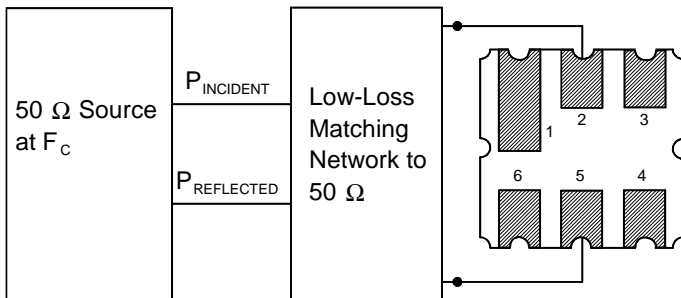 50 Ω Source
at F_C
P_INCIDENT
P_REFLECTED
Low-Loss
Matching
Network to
50 Ω
1
2
3
6
5
4